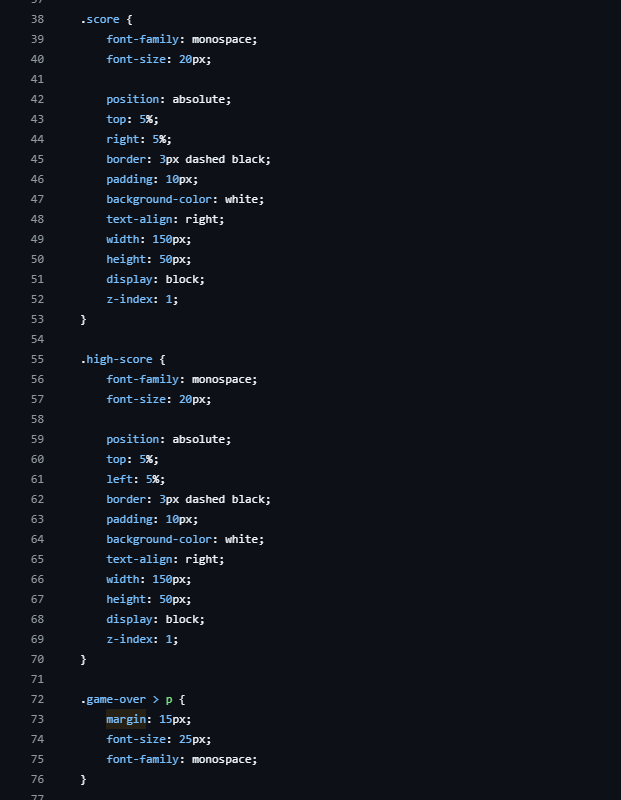 37
38 .score {
39 font-family: monospace;
40 font-size: 20px;
41
42 position: absolute;
43 top: 5%;
44 right: 5%;
45 border: 3px dashed black;
46 padding: 10px;
47 background-color: white;
48 text-align: right;
49 width: 150px;
50 height: 50px;
51 display: block;
52 z-index: 1;
53 }
54
55 .high-score {
56 font-family: monospace;
57 font-size: 20px;
58
59 position: absolute;
60 top: 5%;
61 left: 5%;
62 border: 3px dashed black;
63 padding: 10px;
64 background-color: white;
65 text-align: right;
66 width: 150px;
67 height: 50px;
68 display: block;
69 z-index: 1;
70 }
71
72 .game-over > p {
73 margin: 15px;
74 font-size: 25px;
75 font-family: monospace;
76 }
77